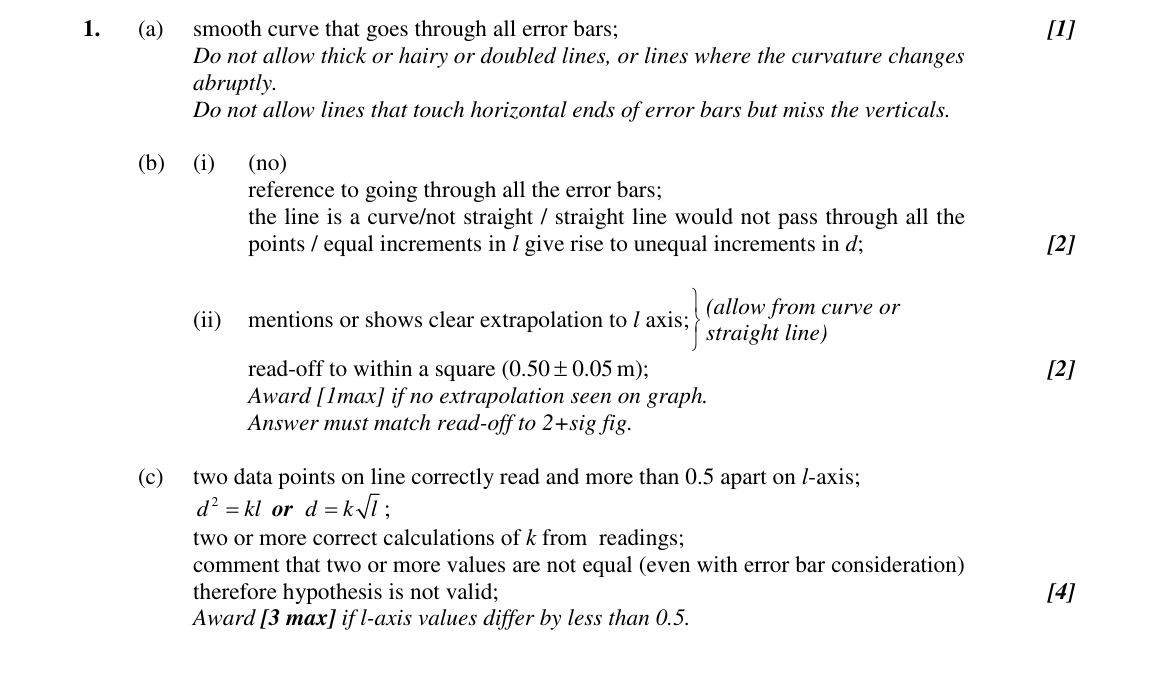 1. (a) smooth curve that goes through all error bars; [1]
Do not allow thick or hairy or doubled lines, or lines where the curvature changes
abruptly.
Do not allow lines that touch horizontal ends of error bars but miss the verticals.
(b) (i) (no)
reference to going through all the error bars;
the line is a curve/not straight / straight line would not pass through all the
points / equal increments in l give rise to unequal increments in d; [2]
(ii) mentions or shows clear extrapolation to l axis; } (allow from curve or
straight line)
read-off to within a square (0.50 ± 0.05 m); [2]
Award [1max] if no extrapolation seen on graph.
Answer must match read-off to 2+sig fig.
(c) two data points on line correctly read and more than 0.5 apart on l-axis;
d² = kl or d = k√l ;
two or more correct calculations of k from readings;
comment that two or more values are not equal (even with error bar consideration)
therefore hypothesis is not valid; [4]
Award [3 max] if l-axis values differ by less than 0.5.